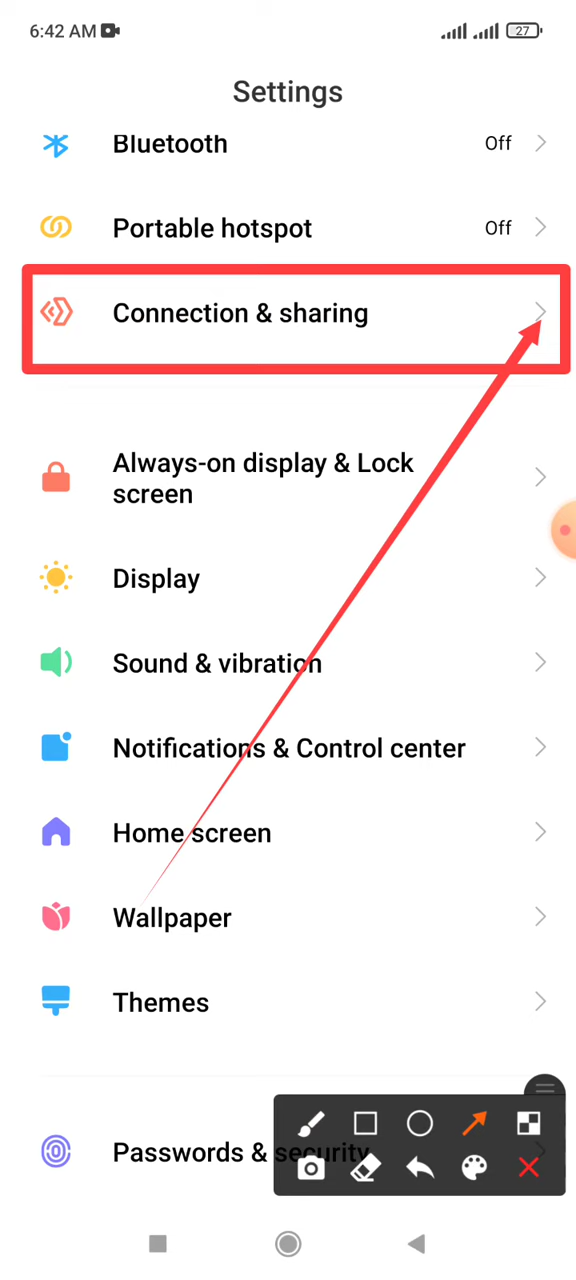 6:42 AM
27
Settings
Bluetooth Off
Portable hotspot Off
Connection & sharing
Always-on display & Lock
screen
Display
Sound & vibration
Notifications & Control center
Home screen
Wallpaper
Themes
Passwords & security